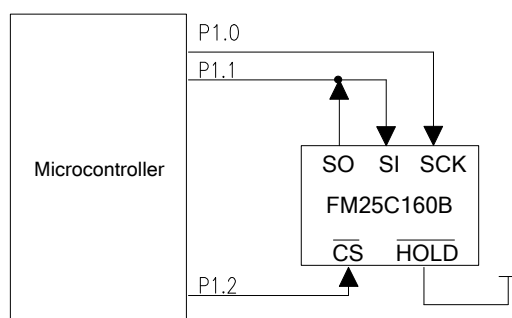 P1.0
P1.1
Microcontroller
SO SI SCK
FM25C160B
CS HOLD
P1.2